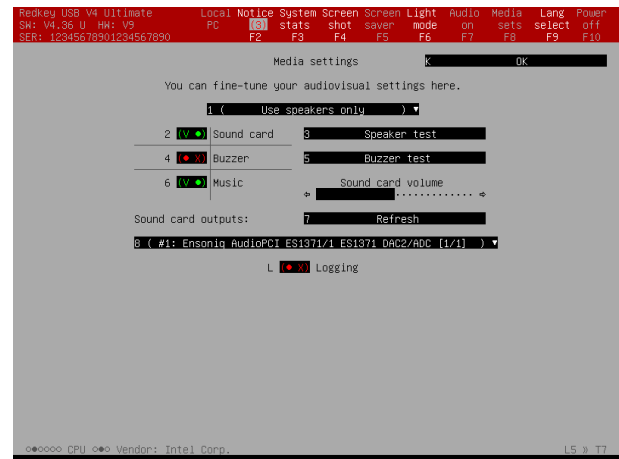 Redkey USB V4 Ultimate Local Notice System Screen Screen Light Audio Media Lang Power
SW: V4.36 U HW: V9 PC (9) stats shot saver mode on sets select off
SER: 12345678901234567890 F2 F3 F4 F5 F6 F7 F8 F9 F10
Media settings K OK
You can fine-tune your audiovisual settings here.
1 ( Use speakers only ) ▼
2 (V ●) Sound card 3 Speaker test
4 (● X) Buzzer 5 Buzzer test
6 (V ●) Music Sound card volume
Sound card outputs: 7 Refresh
8 ( #1: Ensoniq AudioPCI ES1371/1 ES1371 DAC2/ADC [1/1] ) ▼
L (● X) Logging
○●○○○○ CPU ○●○ Vendor: Intel Corp. L5 » T7